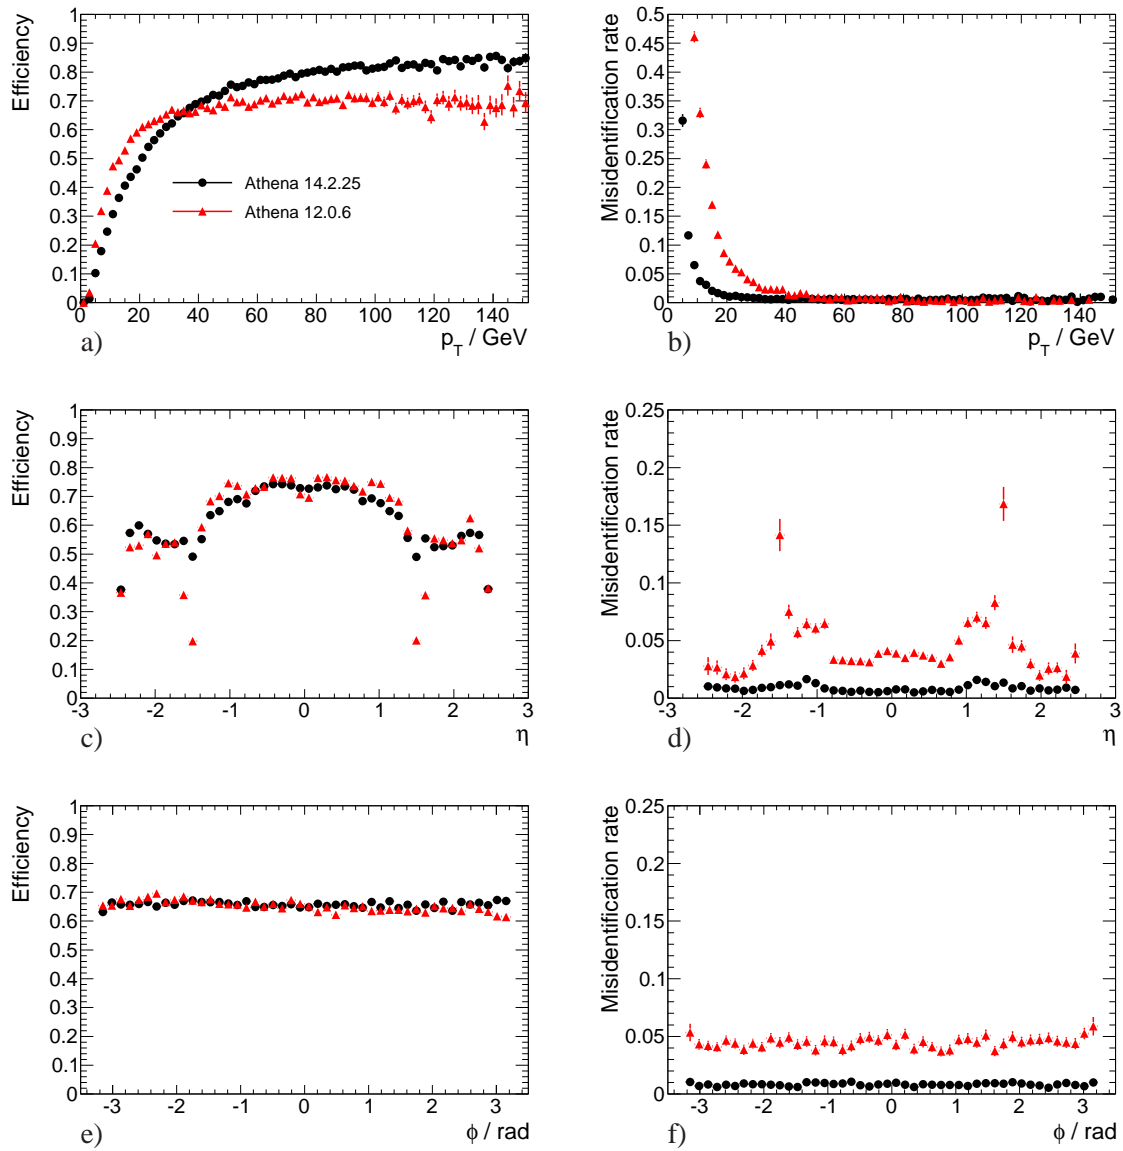 Efficiency
1
0.9
0.8
0.7
0.6
0.5
0.4
0.3
0.2
0.1
0
Athena 14.2.25
Athena 12.0.6
0 20 40 60 80 100 120 140
p_T / GeV
a)
Misidentification rate
0.5
0.45
0.4
0.35
0.3
0.25
0.2
0.15
0.1
0.05
0
0 20 40 60 80 100 120 140
p_T / GeV
b)
Efficiency
1
0.9
0.8
0.7
0.6
0.5
0.4
0.3
0.2
0.1
0
-3 -2 -1 0 1 2 3
η
c)
Misidentification rate
0.25
0.2
0.15
0.1
0.05
0
-3 -2 -1 0 1 2 3
η
d)
Efficiency
1
0.9
0.8
0.7
0.6
0.5
0.4
0.3
0.2
0.1
0
-3 -2 -1 0 1 2 3
ϕ / rad
e)
Misidentification rate
0.25
0.2
0.15
0.1
0.05
0
-3 -2 -1 0 1 2 3
ϕ / rad
f)